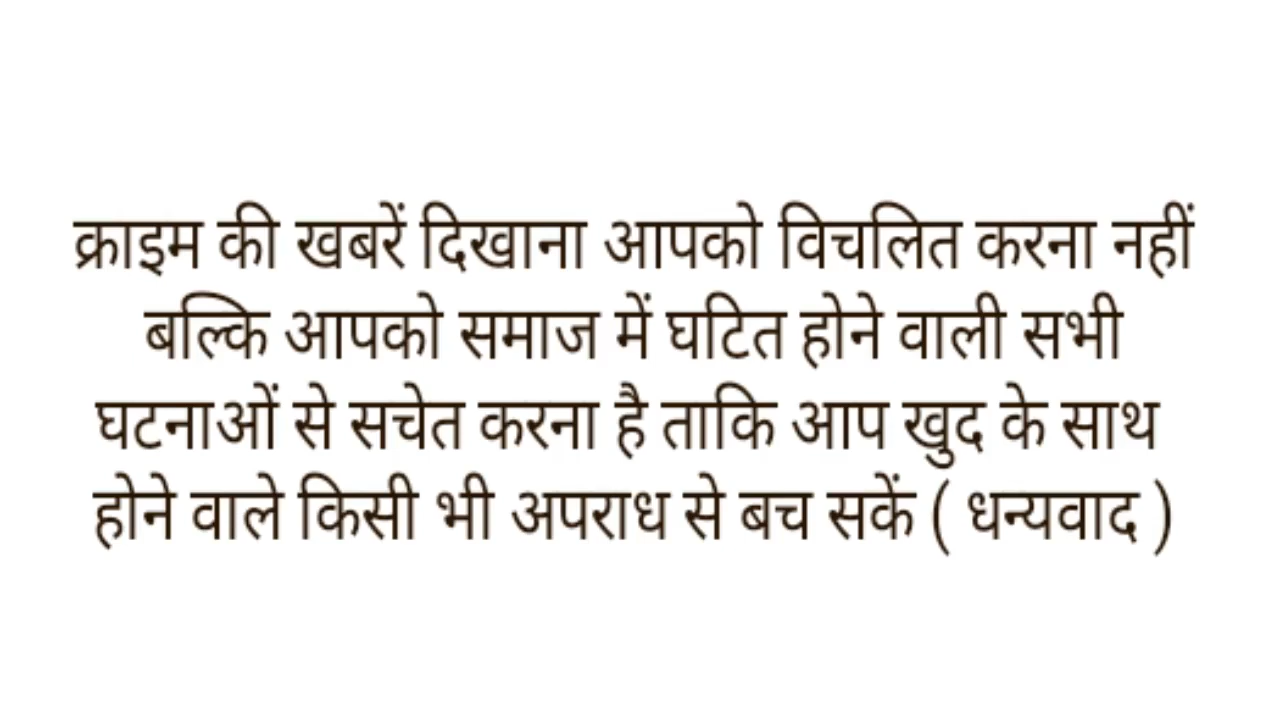 क्राइम की खबरें दिखाना आपको विचलित करना नहीं
बल्कि आपको समाज में घटित होने वाली सभी
घटनाओं से सचेत करना है ताकि आप खुद के साथ
होने वाले किसी भी अपराध से बच सकें ( धन्यवाद )